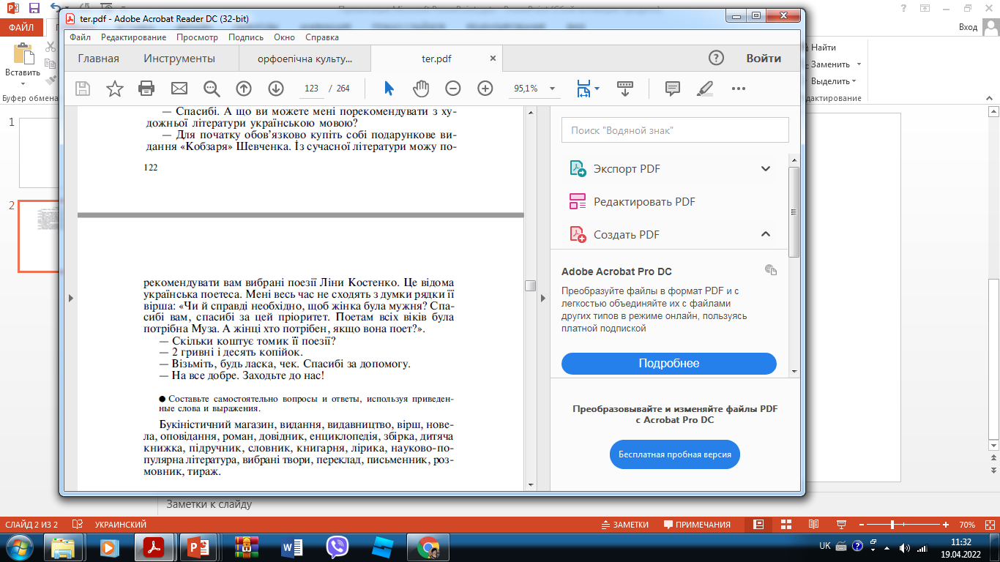 ter.pdf - Adobe Acrobat Reader DC (32-bit)
ФАЙЛ
Вход
Файл Редактирование Просмотр Подпись Окно Справка
Главная Инструменты орфоепічна культу... ter.pdf Войти
Вставить
Буфер обмена
Найти
Заменить
Выделить
дактирование
123 / 264 95,1%
— Спасибі. А що ви можете мені порекомендувати з ху-
дожньої літератури українською мовою?
— Для початку обов’язково купіть собі подарункове ви-
дання «Кобзаря» Шевченка. Із сучасної літератури можу по-
122
рекомендувати вам вибрані поезії Ліни Костенко. Це відома
українська поетеса. Мені весь час не сходять з думки рядки її
вірша: «Чи й справді необхідно, щоб жінка була мужня? Спа-
сибі вам, спасибі за цей пріоритет. Поетам всіх віків була
потрібна Муза. А жінці хто потрібен, якщо вона поет?».
— Скільки коштує томик її поезії?
— 2 гривні і десять копійок.
— Візьміть, будь ласка, чек. Спасибі за допомогу.
— На все добре. Заходьте до нас!
● Составьте самостоятельно вопросы и ответы, используя приведен-
ные слова и выражения.
Букіністичний магазин, видання, видавництво, вірш, нове-
ла, оповідання, роман, довідник, енциклопедія, збірка, дитяча
книжка, підручник, словник, книгарня, лірика, науково-по-
пулярна література, вибрані твори, переклад, письменник, роз-
мовник, тираж.
Поиск "Водяной знак"
Экспорт PDF
Редактировать PDF
Создать PDF
Adobe Acrobat Pro DC
Преобразуйте файлы в формат PDF и с
легкостью объединяйте их с файлами
других типов в режиме онлайн, пользуясь
платной подпиской
Подробнее
Преобразовывайте и изменяйте файлы PDF
с Acrobat Pro DC
Бесплатная пробная версия
1
2
Заметки к слайду
СЛАЙД 2 ИЗ 2 УКРАИНСКИЙ ЗАМЕТКИ ПРИМЕЧАНИЯ 70%
UK 11:32
19.04.2022